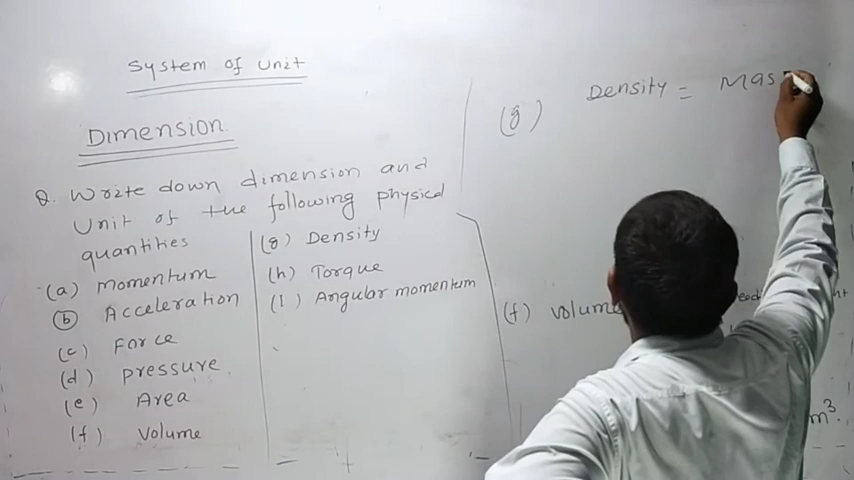 System of Unit
Dimension
Q. Write down dimension and
Unit of the following physical
quantities
(a) Momentum
(b) Acceleration
(c) Force
(d) pressure
(e) Area
(f) Volume
(g) Density
(h) Torque
(I) Angular momentum
(g) Density = Mas
(f) Volume
m³.